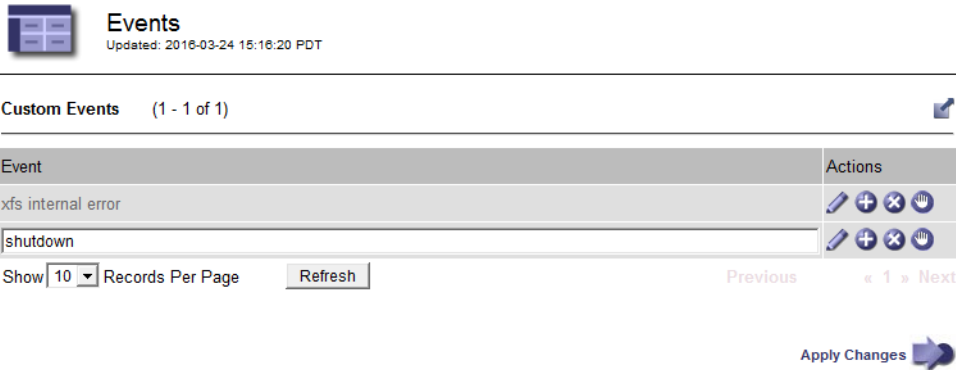 Events
Updated: 2016-03-24 15:16:20 PDT
Custom Events (1 - 1 of 1)
Event Actions
xfs internal error
shutdown
Show 10 Records Per Page Refresh Previous « 1 » Next
Apply Changes